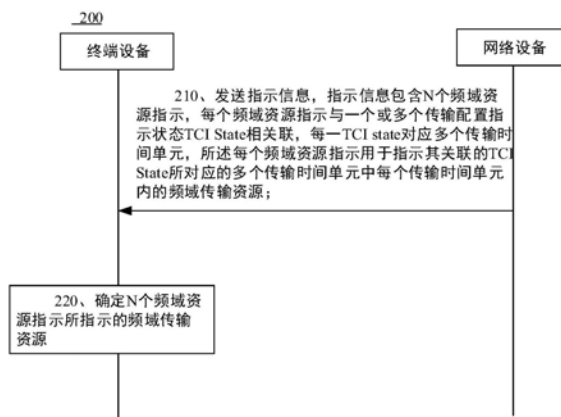 200
终端设备
网络设备
210、发送指示信息，指示信息包含N个频域资
源指示，每个频域资源指示与一个或多个传输配置指
示状态TCI State相关联，每一TCI state对应多个传输时
间单元，所述每个频域资源指示用于指示其关联的TCI
State所对应的多个传输时间单元中每个传输时间单元
内的频域传输资源；
220、确定N个频域资
源指示所指示的频域传输
资源